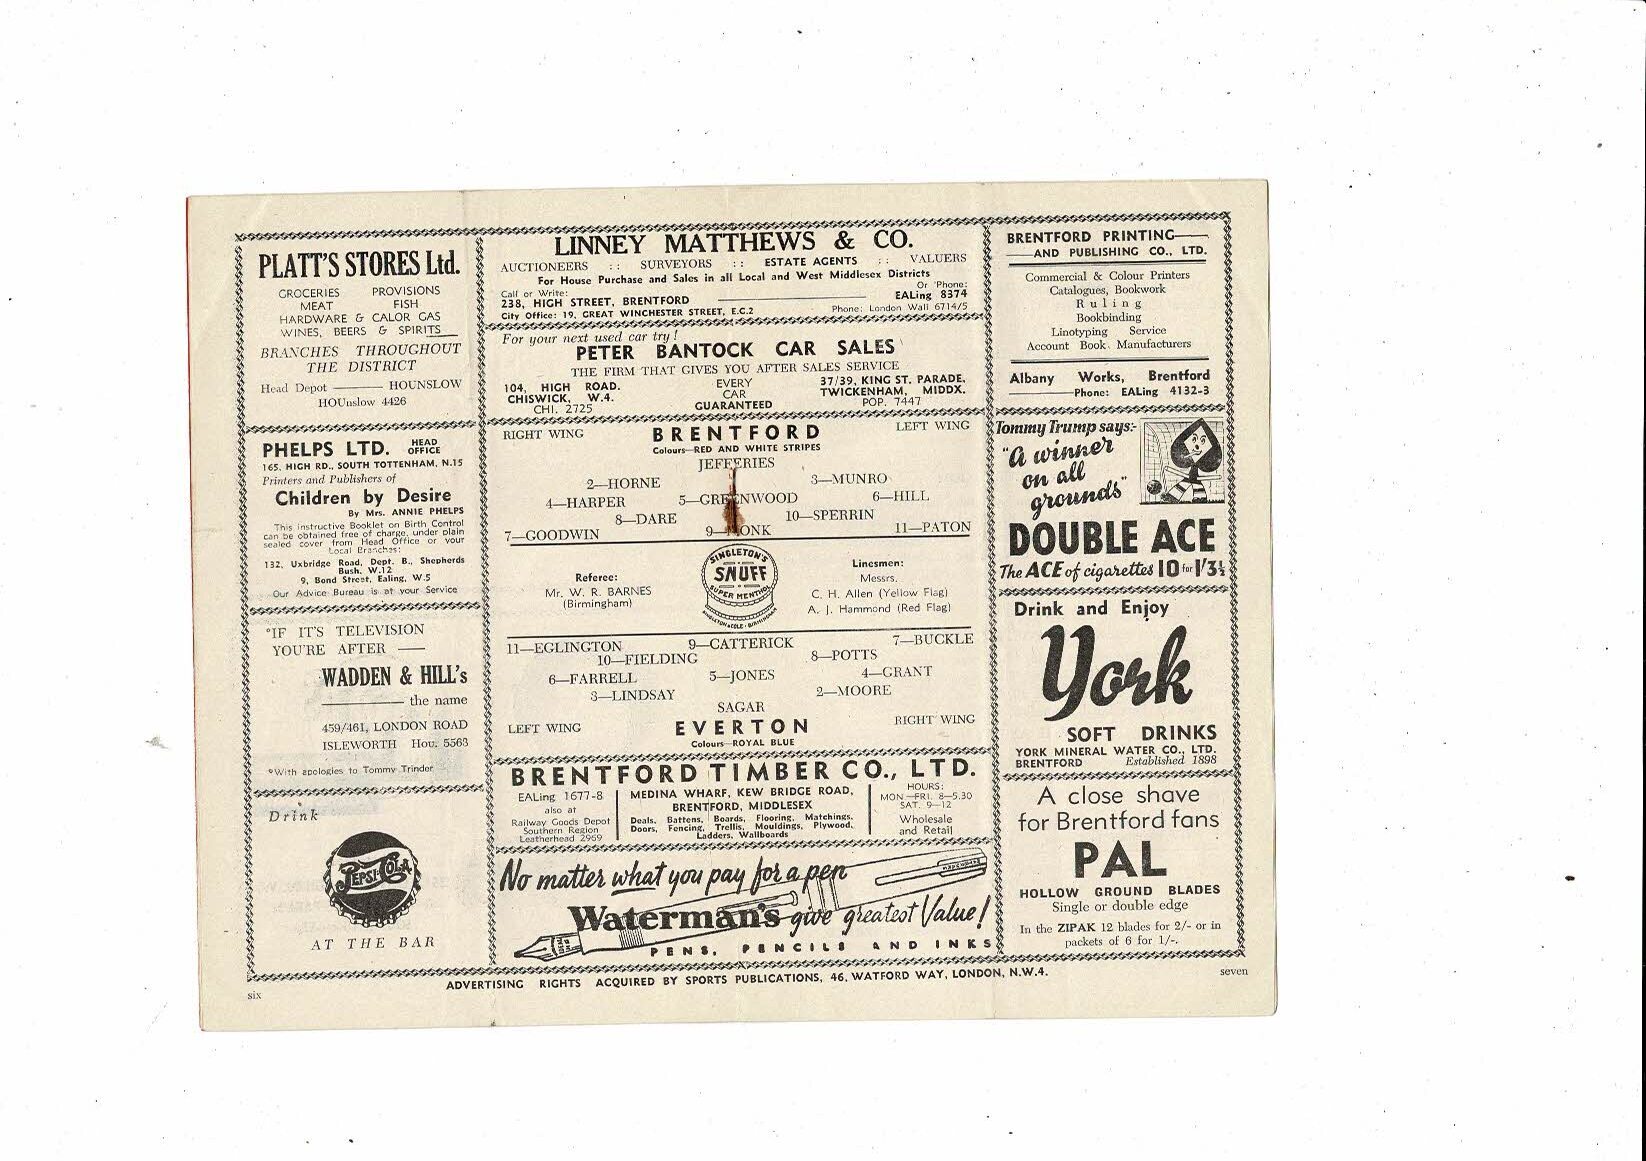 PLATT'S STORES Ltd.
GROCERIES PROVISIONS
MEAT FISH
HARDWARE & CALOR GAS
WINES, BEERS & SPIRITS
BRANCHES THROUGHOUT
THE DISTRICT
Head Depot HOUNSLOW
HOUnslow 4426
PHELPS LTD. HEAD OFFICE
165, HIGH RD., SOUTH TOTTENHAM, N.15
Printers and Publishers of
Children by Desire
By Mrs. ANNIE PHELPS
This instructive Booklet on Birth Control
can be obtained free of charge, under plain
sealed cover from Head Office or your
Local Branches:
132, Uxbridge Road, Dept. B., Shepherds
Bush, W.12
9, Bond Street, Ealing, W.5
Our Advice Bureau is at your Service
*IF IT'S TELEVISION
YOU'RE AFTER —
WADDEN & HILL's
the name
459/461, LONDON ROAD
ISLEWORTH Hou. 5563
*With apologies to Tommy Trinder
Drink
PEPSI-COLA
AT THE BAR
six
LINNEY MATTHEWS & CO.
AUCTIONEERS :: SURVEYORS :: ESTATE AGENTS :: VALUERS
For House Purchase and Sales in all Local and West Middlesex Districts
Call or Write: Or 'Phone:
238, HIGH STREET, BRENTFORD EALing 8374
City Office: 19, GREAT WINCHESTER STREET, E.C.2 Phone: London Wall 6714/5
For your next used car try!
PETER BANTOCK CAR SALES
THE FIRM THAT GIVES YOU AFTER SALES SERVICE
104, HIGH ROAD. EVERY 37/39, KING ST. PARADE,
CHISWICK, W.4. CAR TWICKENHAM, MIDDX.
CHI. 2725 GUARANTEED POP. 7447
RIGHT WING BRENTFORD LEFT WING
Colours—RED AND WHITE STRIPES
JEFFERIES
2—HORNE 3—MUNRO
4—HARPER 5—GREENWOOD 6—HILL
8—DARE 10—SPERRIN
7—GOODWIN 9—MONK 11—PATON
SINGLETON'S
SNUFF
SUPER MENTHOL
SINGLETON & COLE · BIRMINGHAM
Referee:
Mr. W. R. BARNES
(Birmingham)
Linesmen:
Messrs.
C. H. Allen (Yellow Flag)
A. J. Hammond (Red Flag)
11—EGLINGTON 9—CATTERICK 7—BUCKLE
10—FIELDING 8—POTTS
6—FARRELL 5—JONES 4—GRANT
3—LINDSAY 2—MOORE
SAGAR
LEFT WING EVERTON RIGHT WING
Colours—ROYAL BLUE
BRENTFORD TIMBER CO., LTD.
EALing 1677-8
also at
Railway Goods Depot
Southern Region
Leatherhead 2969
MEDINA WHARF, KEW BRIDGE ROAD,
BRENTFORD, MIDDLESEX
Deals, Battens, Boards, Flooring, Matchings,
Doors, Fencing, Trellis, Mouldings, Plywood,
Ladders, Wallboards
HOURS:
MON—FRI. 8—5.30
SAT. 9—12
Wholesale
and Retail
No matter what you pay for a pen
Waterman's give greatest Value!
PENS, PENCILS AND INKS
ADVERTISING RIGHTS ACQUIRED BY SPORTS PUBLICATIONS, 46, WATFORD WAY, LONDON, N.W.4.
BRENTFORD PRINTING
AND PUBLISHING CO., LTD.
Commercial & Colour Printers
Catalogues, Bookwork
Ruling
Bookbinding
Linotyping Service
Account Book Manufacturers
Albany Works, Brentford
Phone: EALing 4132-3
Tommy Trump says:-
"A winner
on all
grounds"
DOUBLE ACE
The ACE of cigarettes 10 for 1/3½
Drink and Enjoy
York
SOFT DRINKS
YORK MINERAL WATER CO., LTD.
BRENTFORD Established 1898
A close shave
for Brentford fans
PAL
HOLLOW GROUND BLADES
Single or double edge
In the ZIPAK 12 blades for 2/- or in
packets of 6 for 1/-.
seven